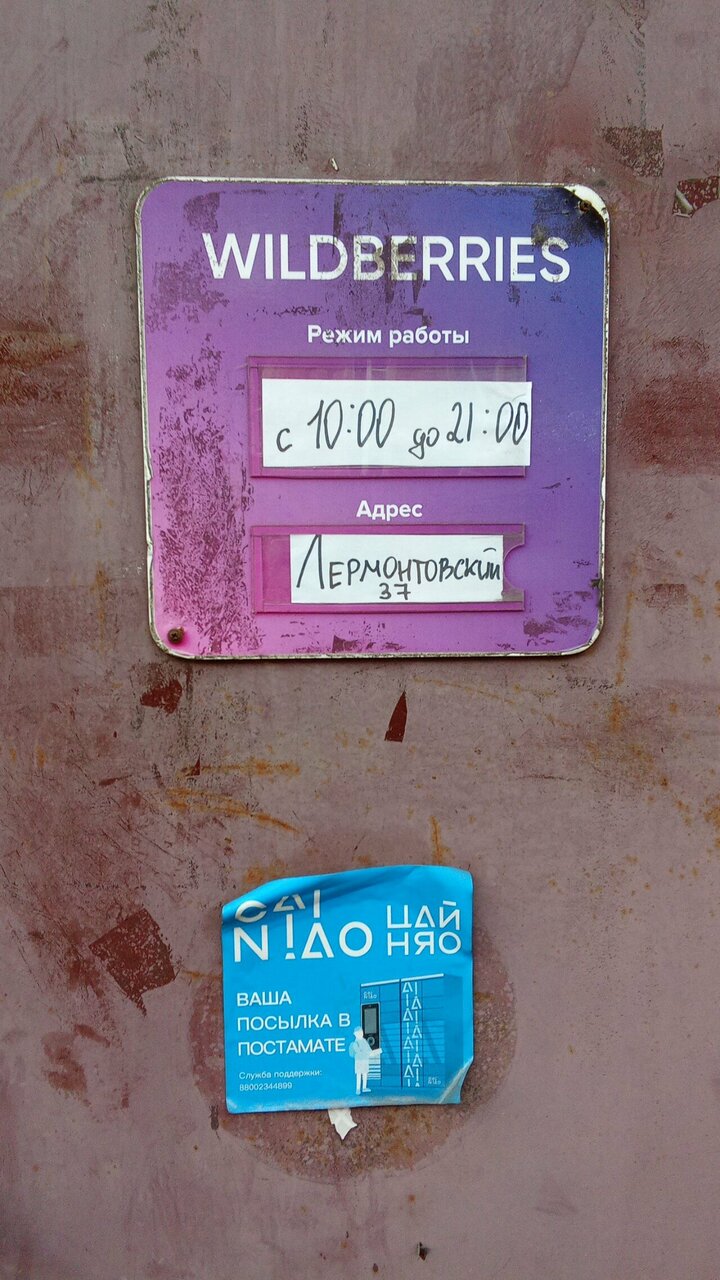 WILDBERRIES
Режим работы
с 10:00 до 21:00
Адрес
Лермонтовский
37
CAI
NIAO
ЦАЙ
НЯО
ВАША
ПОСЫЛКА В
ПОСТАМАТЕ
Служба поддержки:
88002344899